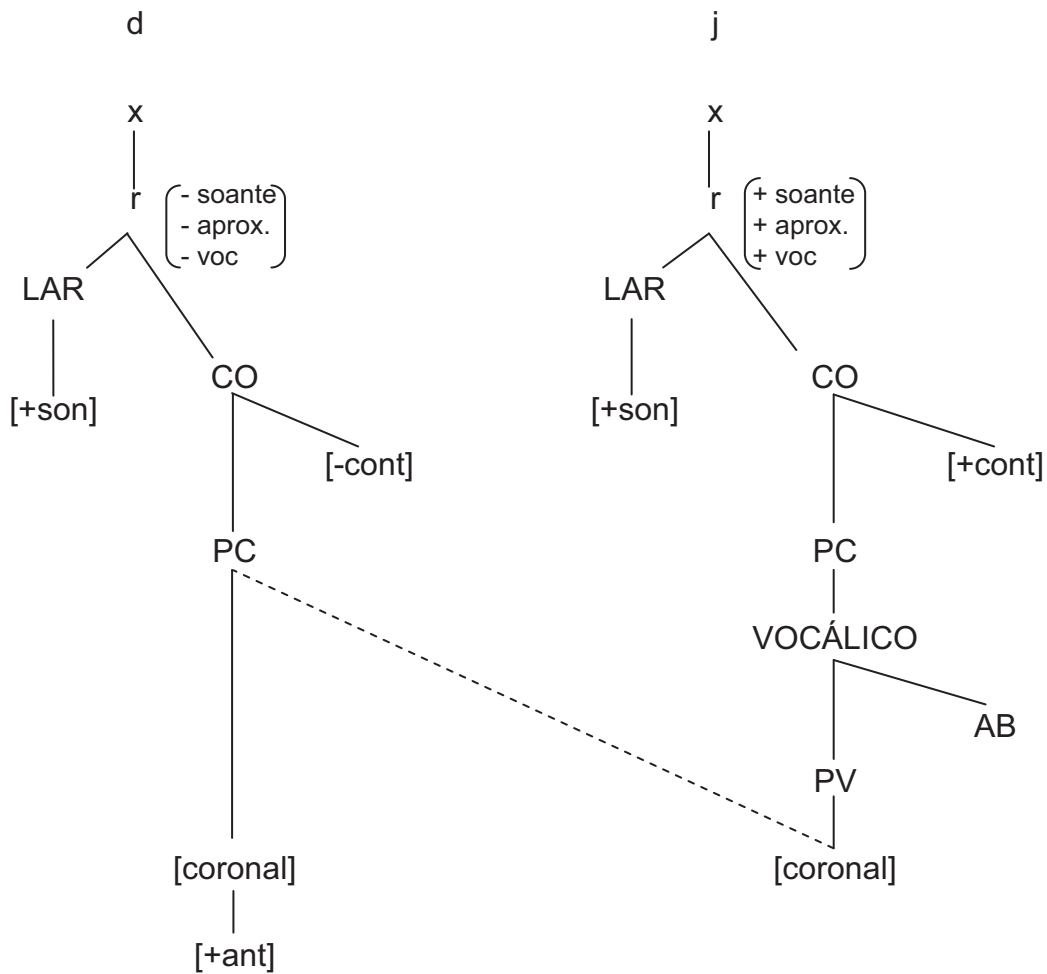 d j
x x
r - soante r + soante
- aprox. + aprox.
- voc + voc
LAR LAR
CO CO
[+son] [+son]
[-cont] [+cont]
PC PC
VOCÁLICO
AB
PV
[coronal] [coronal]
[+ant]